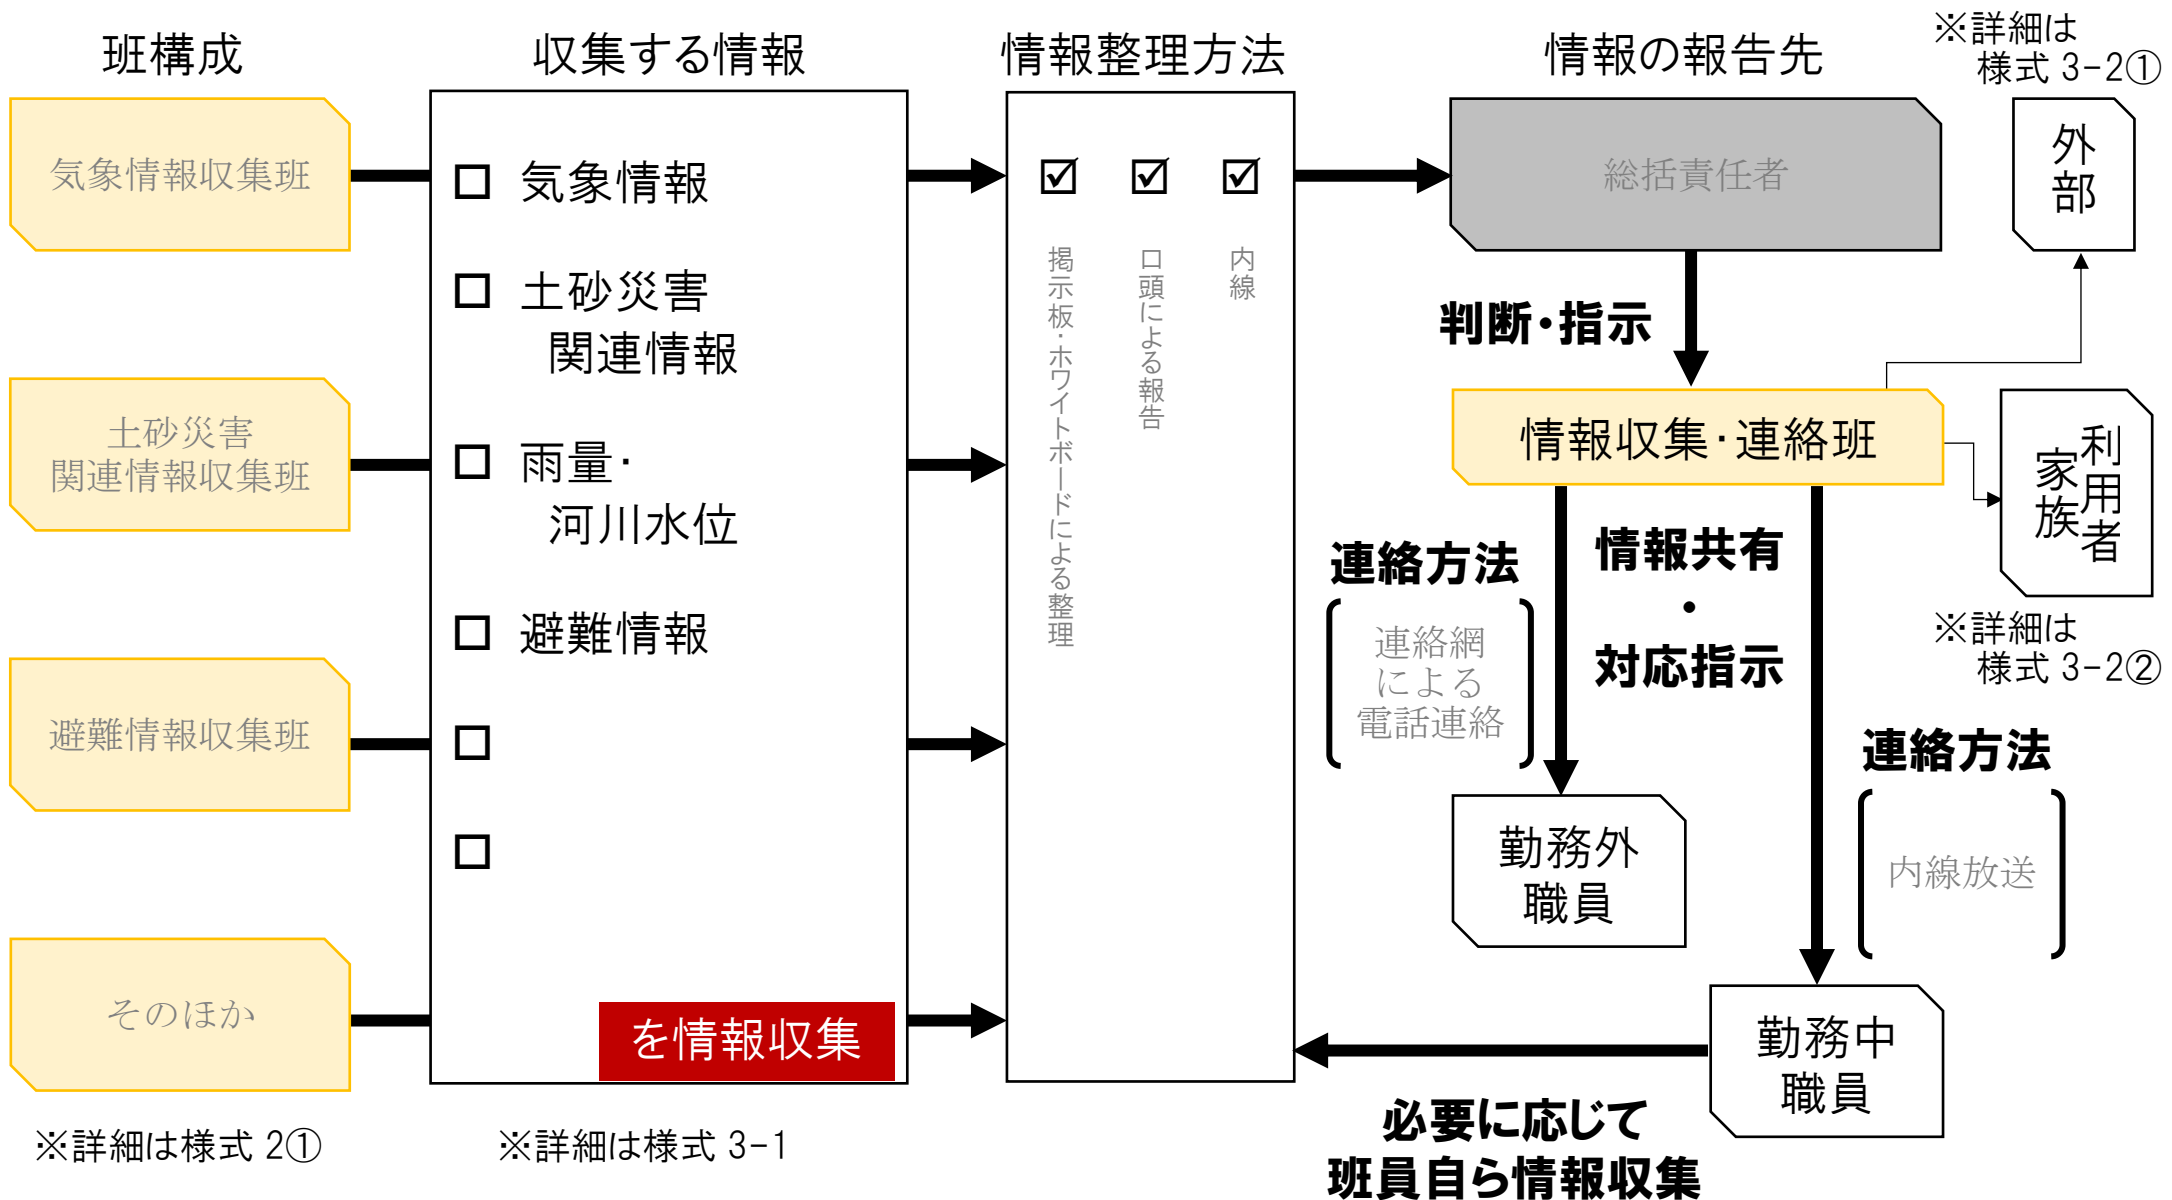 班構成
収集する情報
情報整理方法
情報の報告先
※詳細は
様式 3-2①
気象情報収集班
土砂災害
関連情報収集班
避難情報収集班
そのほか
※詳細は様式 2①
□ 気象情報
□ 土砂災害
関連情報
□ 雨量・
河川水位
□ 避難情報
□
□
を情報収集
※詳細は様式 3-1
☑ ☑ ☑
掲示板・ホワイトボードによる整理
口頭による報告
内線
総括責任者
外部
判断・指示
情報収集・連絡班
利用者
家族
※詳細は
様式 3-2②
連絡方法
連絡網
による
電話連絡
情報共有
・
対応指示
連絡方法
内線放送
勤務外
職員
勤務中
職員
必要に応じて
班員自ら情報収集